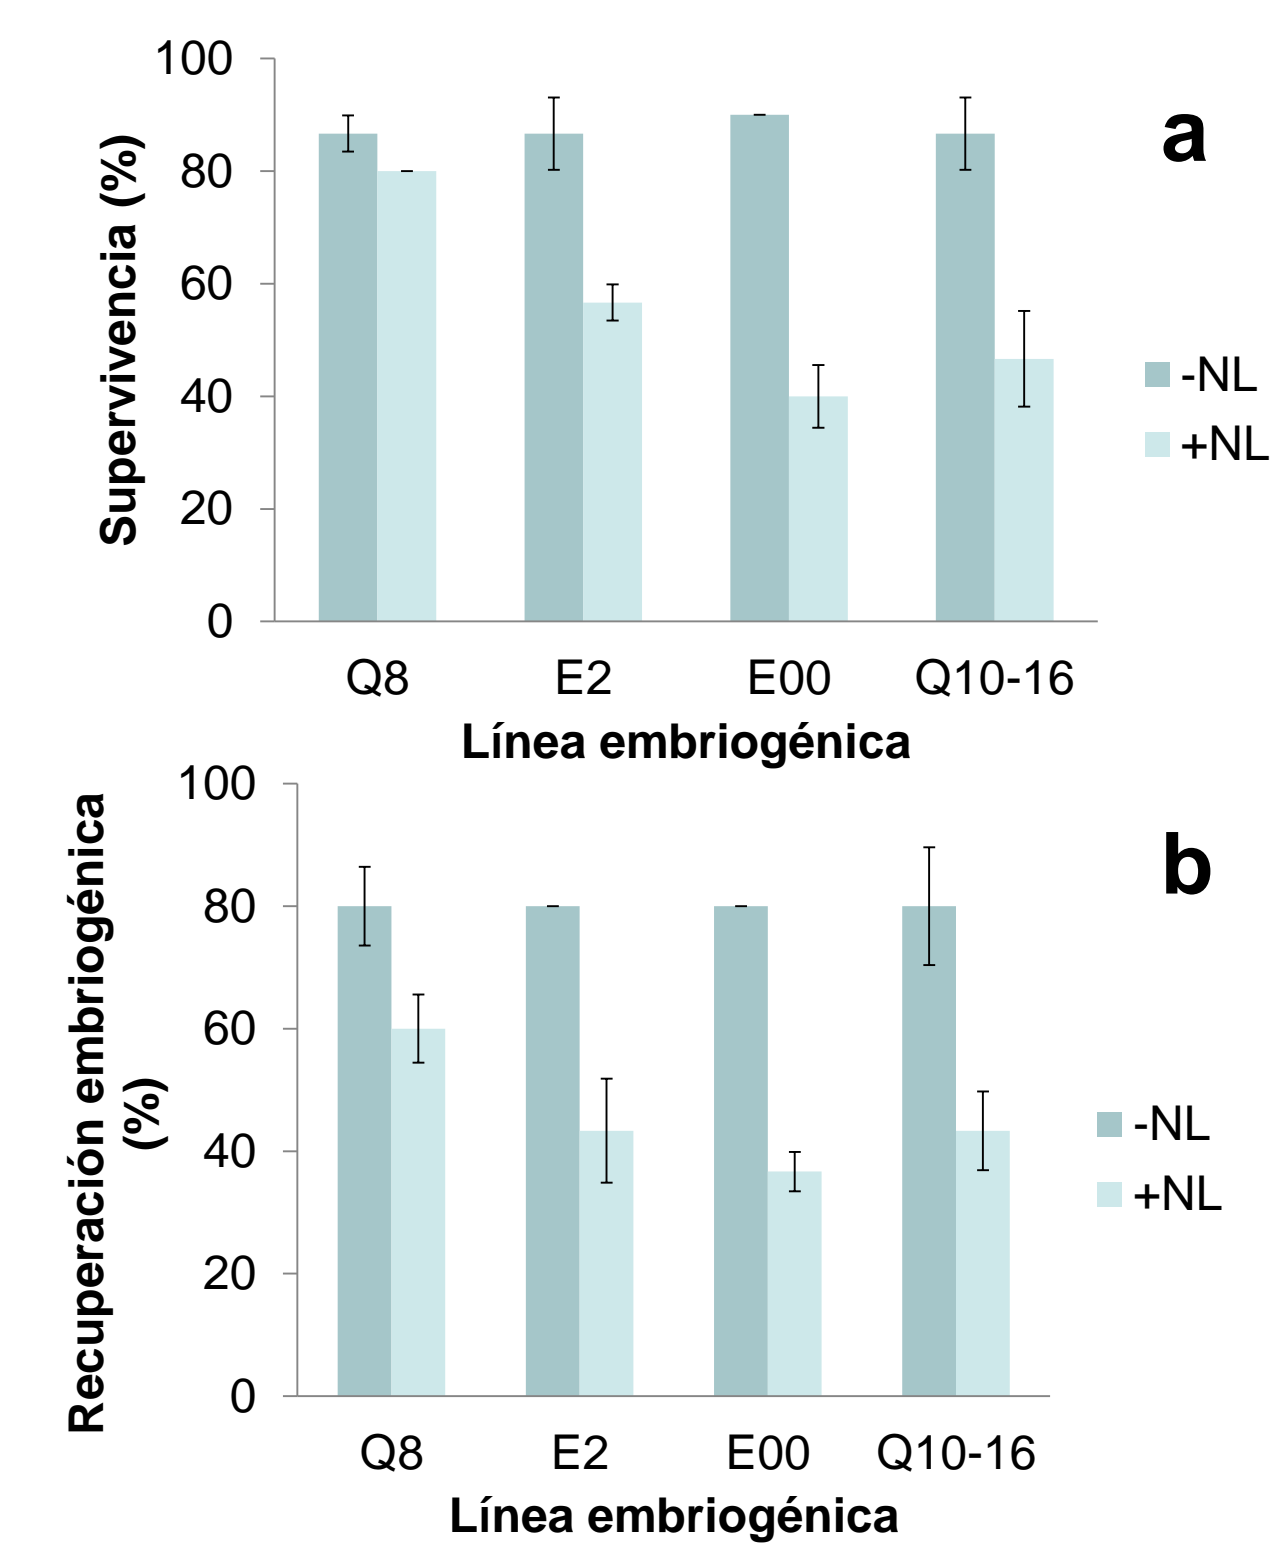 100
80
60
40
20
0
Supervivencia (%)
a
-NL
+NL
Q8 E2 E00 Q10-16
Línea embriogénica
100
80
60
40
20
0
Recuperación embriogénica
(%)
b
-NL
+NL
Q8 E2 E00 Q10-16
Línea embriogénica